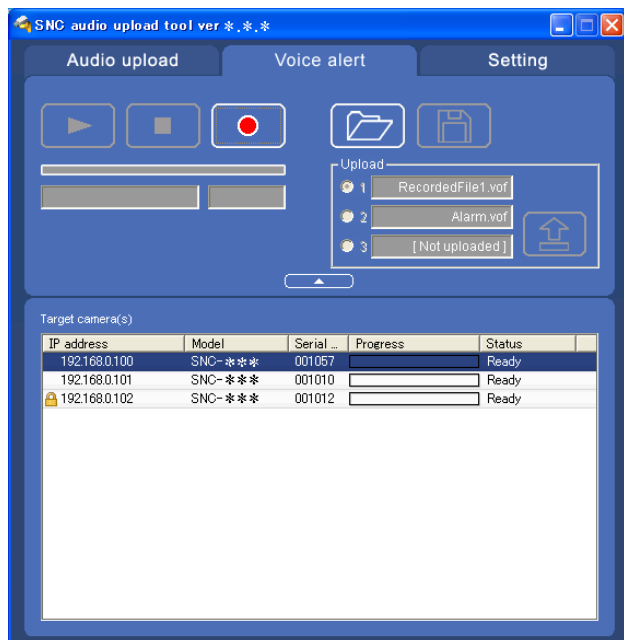 SNC audio upload tool ver *.*.*
Audio upload
Voice alert
Setting
Upload
1 RecordedFile1.vof
2 Alarm.vof
3 [ Not uploaded ]
Target camera(s)
IP address Model Serial ... Progress Status
192.168.0.100 SNC-*** 001057 Ready
192.168.0.101 SNC-*** 001010 Ready
192.168.0.102 SNC-*** 001012 Ready